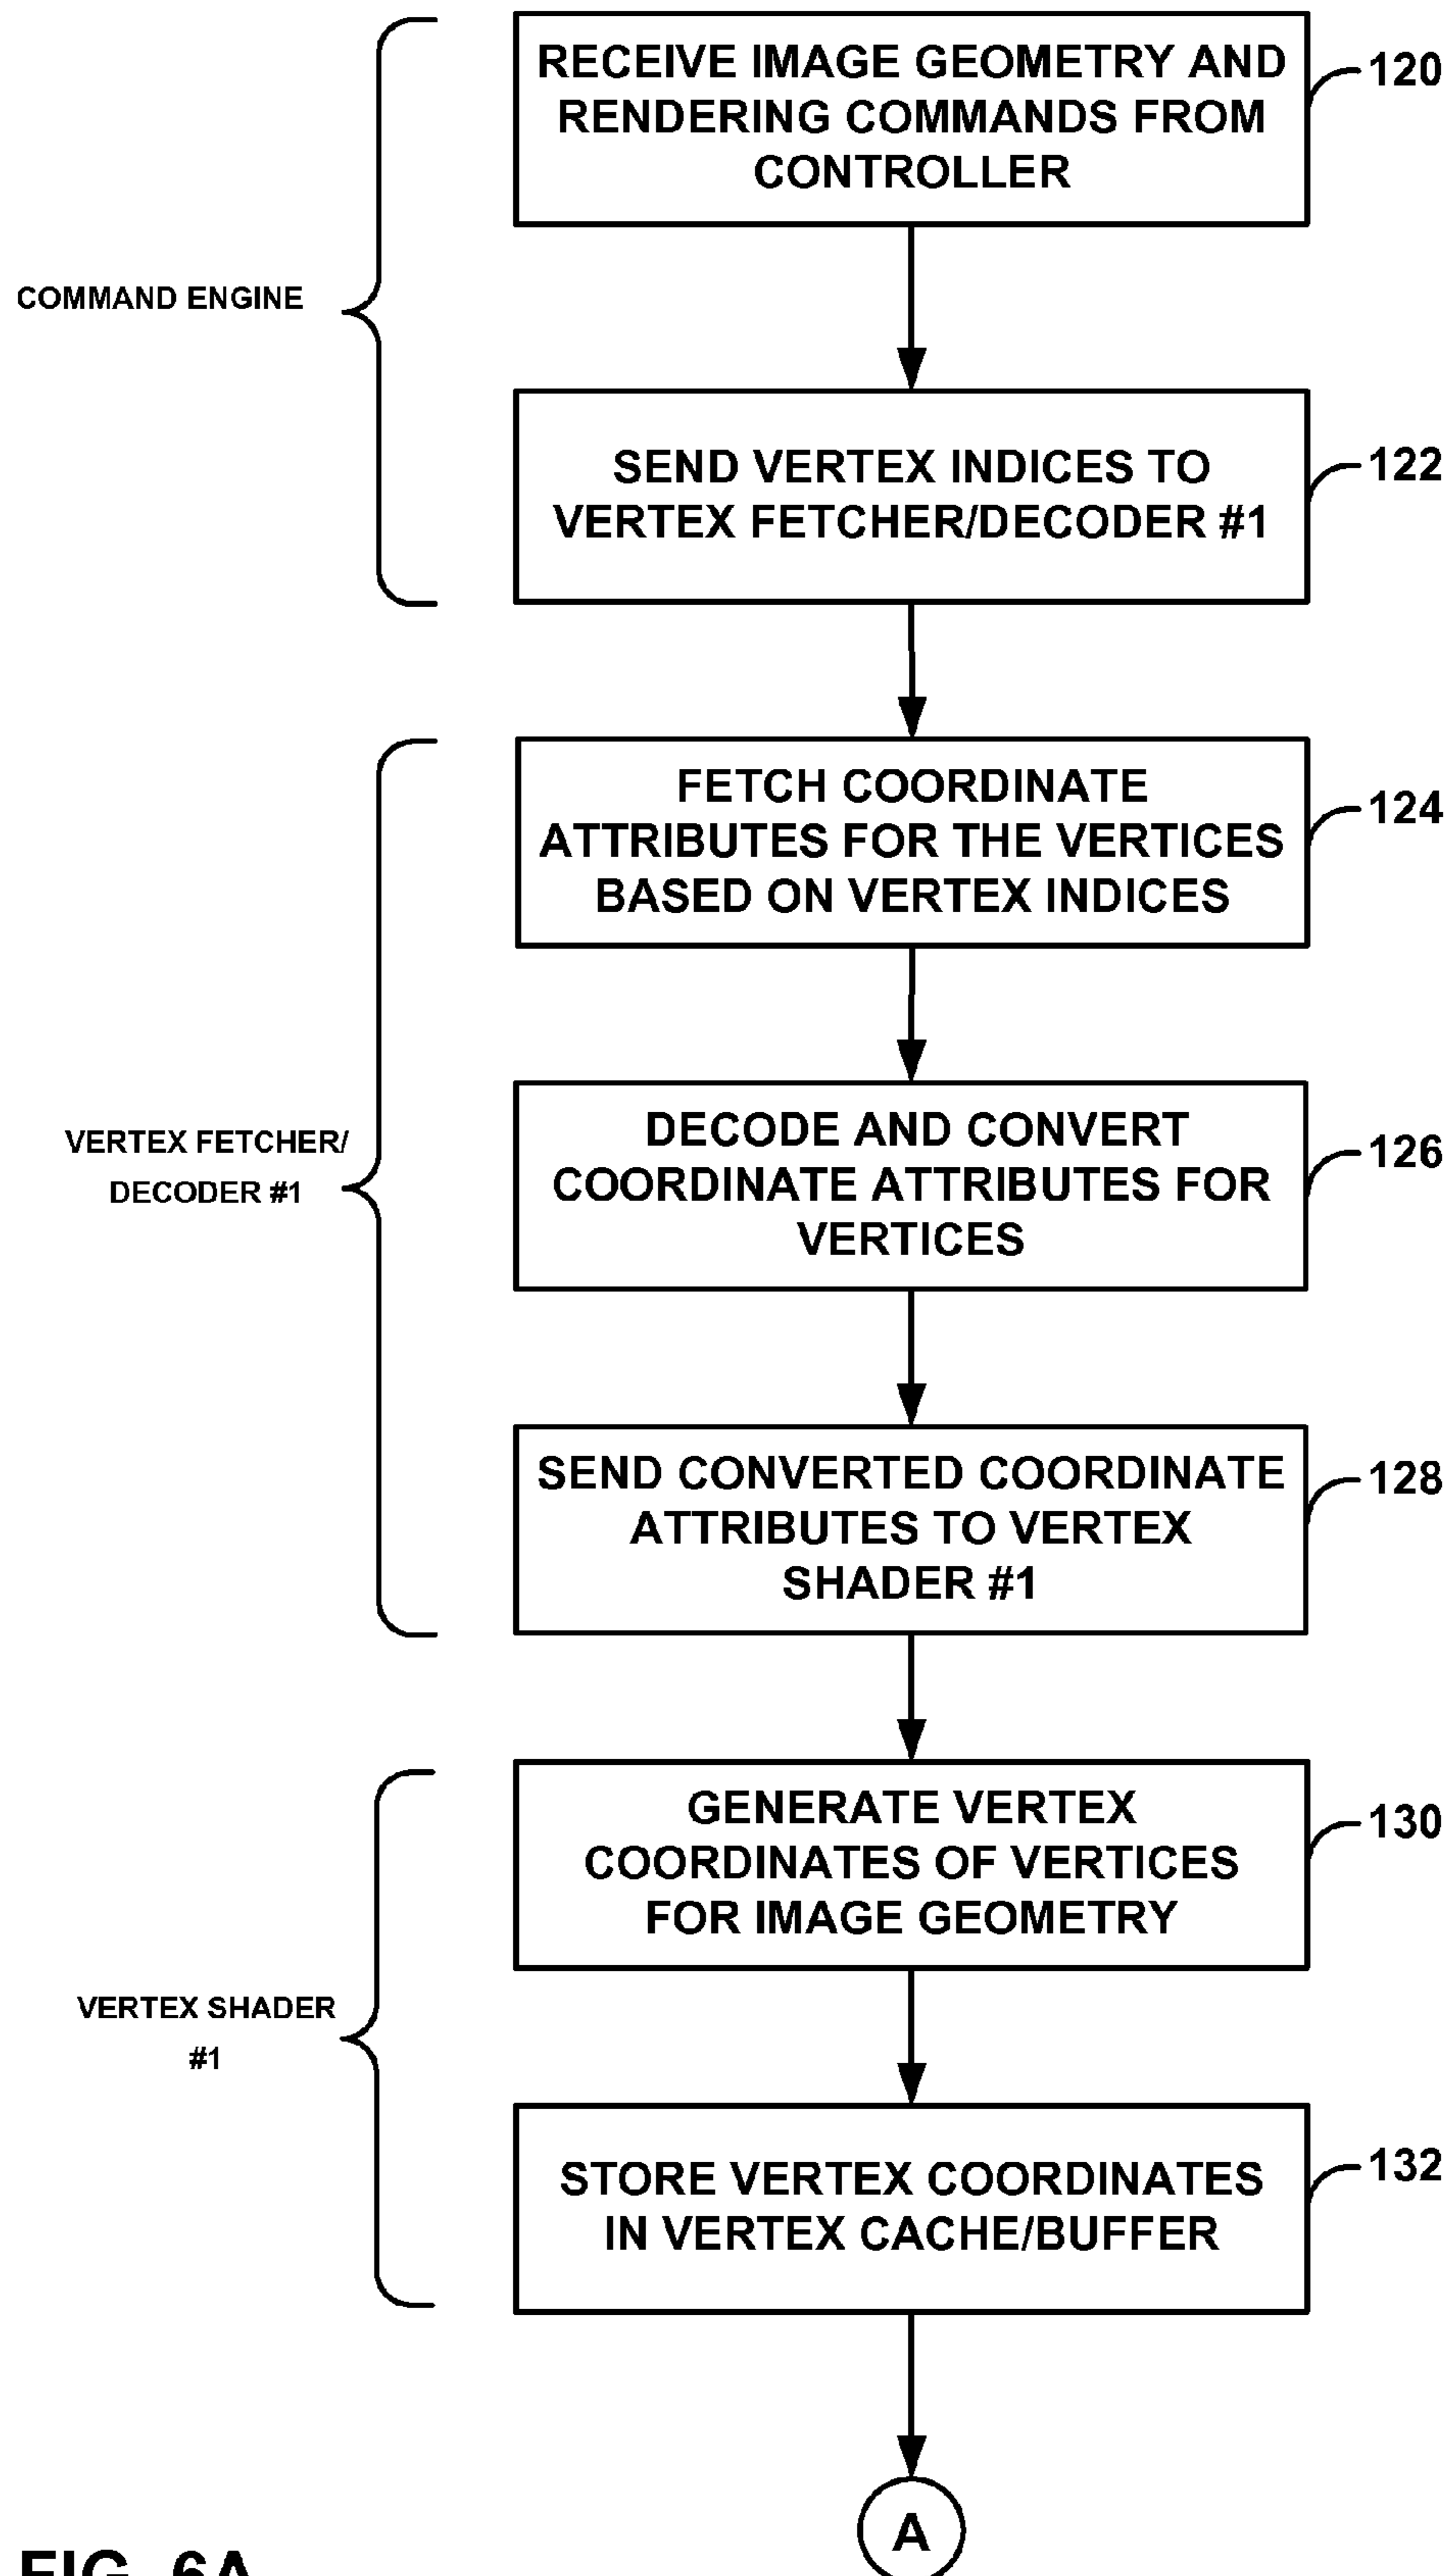 RECEIVE IMAGE GEOMETRY AND
RENDERING COMMANDS FROM
CONTROLLER
120
COMMAND ENGINE
SEND VERTEX INDICES TO
VERTEX FETCHER/DECODER #1
122
FETCH COORDINATE
ATTRIBUTES FOR THE VERTICES
BASED ON VERTEX INDICES
124
VERTEX FETCHER/
DECODER #1
DECODE AND CONVERT
COORDINATE ATTRIBUTES FOR
VERTICES
126
SEND CONVERTED COORDINATE
ATTRIBUTES TO VERTEX
SHADER #1
128
GENERATE VERTEX
COORDINATES OF VERTICES
FOR IMAGE GEOMETRY
130
VERTEX SHADER
#1
STORE VERTEX COORDINATES
IN VERTEX CACHE/BUFFER
132
A
FIG. 6A